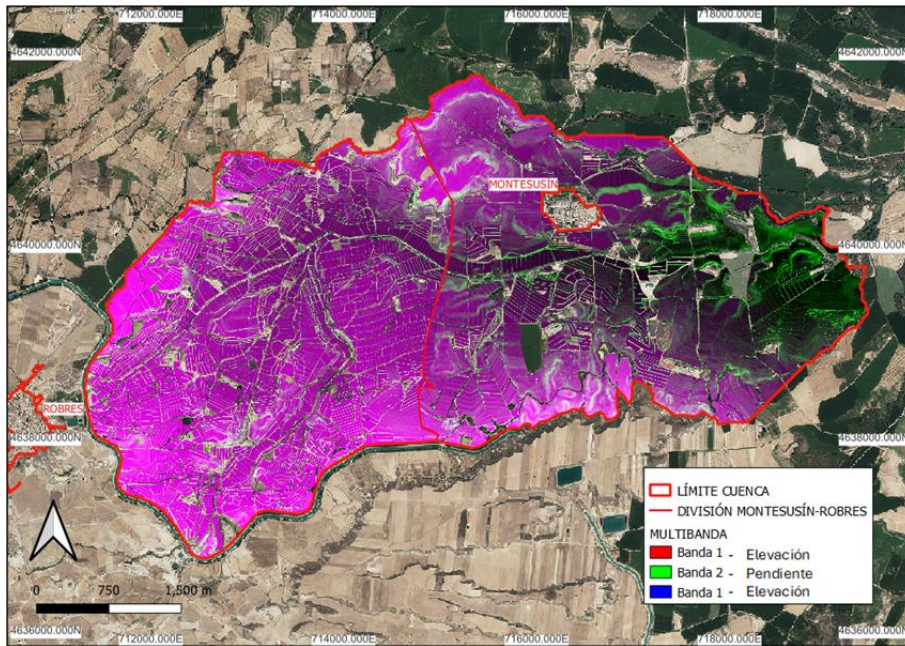 712000.000E 714000.000E 716000.000E 718000.000E
4642000.000N 4642000.000N
MONTESUSÍN
4640000.000N 4640000.000N
ROBRES
4638000.000N 4638000.000N
LÍMITE CUENCA
DIVISIÓN MONTESUSÍN-ROBRES
MULTIBANDA
Banda 1 - Elevación
Banda 2 - Pendiente
Banda 1 - Elevación
0 750 1,500 m
4636000.000N 4636000.000N
712000.000E 714000.000E 716000.000E 718000.000E